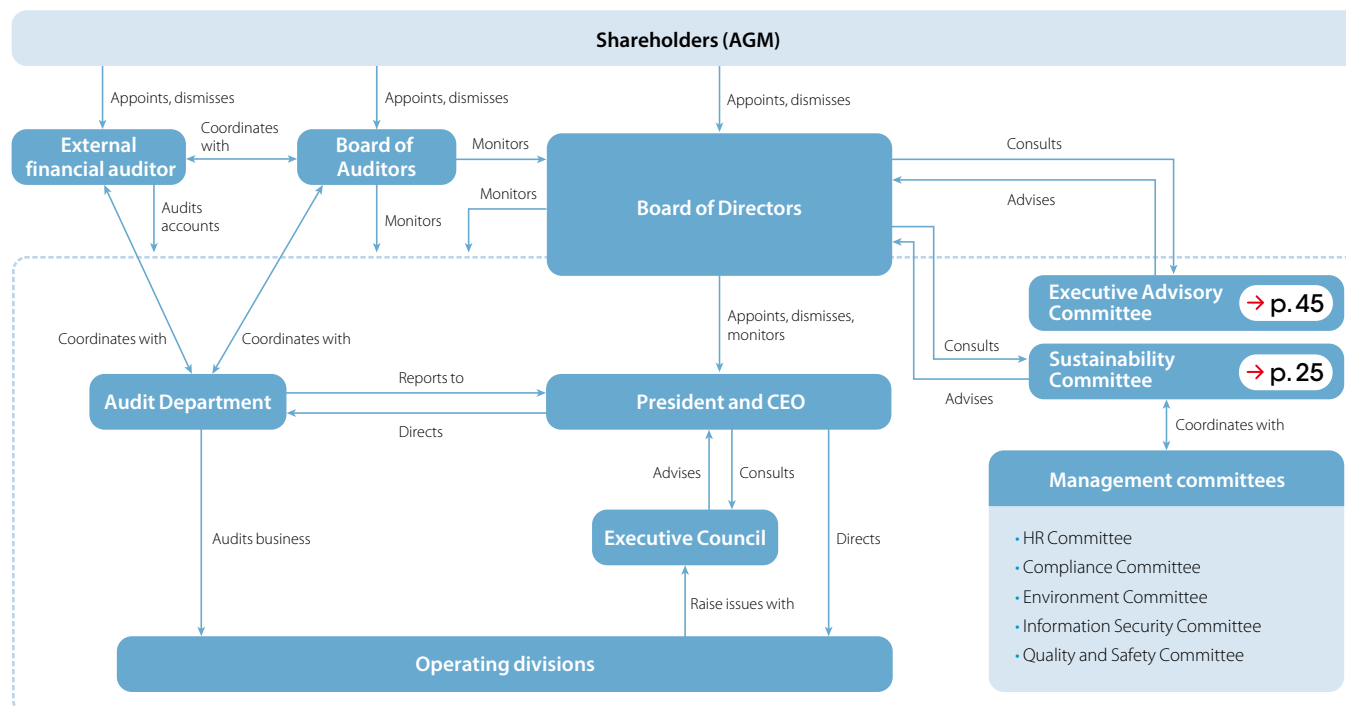 Shareholders (AGM)
Appoints, dismisses
Appoints, dismisses
Appoints, dismisses
External
financial auditor
Coordinates
with
Board of
Auditors
Monitors
Monitors
Board of Directors
Consults
Advises
Audits
accounts
Monitors
Executive Advisory
Committee
→ p. 45
Coordinates with
Coordinates with
Appoints, dismisses,
monitors
Consults
Advises
Sustainability
Committee
→ p. 25
Audit Department
Reports to
Directs
President and CEO
Coordinates with
Advises
Consults
Management committees
• HR Committee
• Compliance Committee
• Environment Committee
• Information Security Committee
• Quality and Safety Committee
Audits business
Executive Council
Directs
Raise issues with
Operating divisions